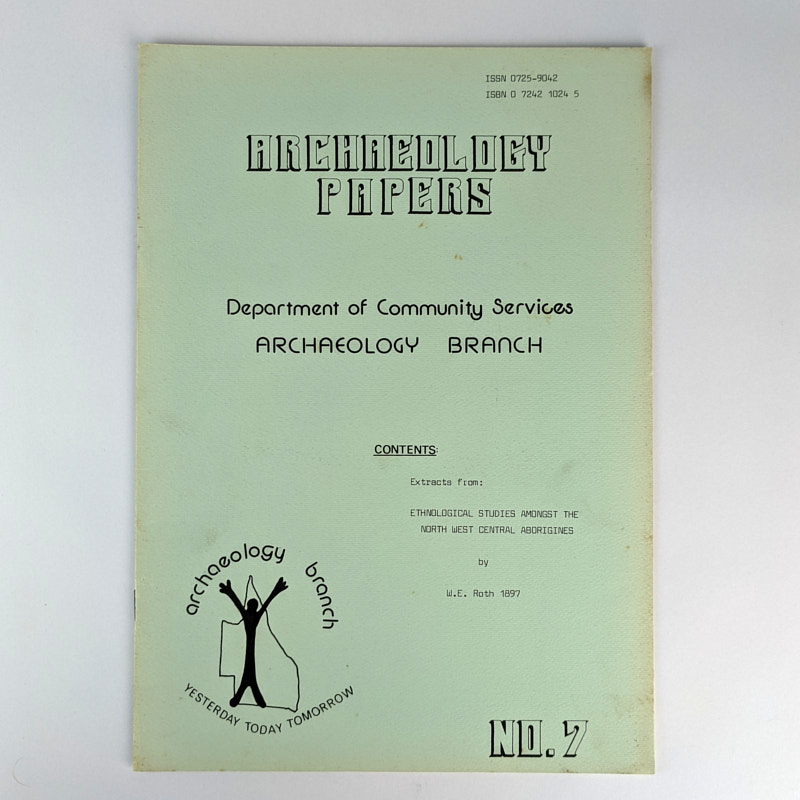 ISSN 0725-9042
ISBN 0 7242 1024 5
ARCHAEOLOGY
PAPERS
Department of Community Services
ARCHAEOLOGY BRANCH
CONTENTS:
Extracts from:
ETHNOLOGICAL STUDIES AMONGST THE
NORTH WEST CENTRAL ABORIGINES
by
W.E. Roth 1897
archaeology branch
YESTERDAY TODAY TOMORROW
NO. 7